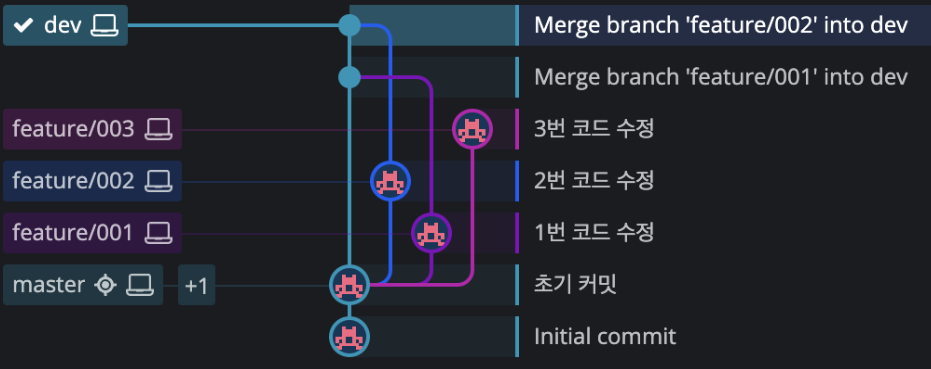 dev Merge branch 'feature/002' into dev
Merge branch 'feature/001' into dev
feature/003 3번 코드 수정
feature/002 2번 코드 수정
feature/001 1번 코드 수정
master +1 초기 커밋
Initial commit